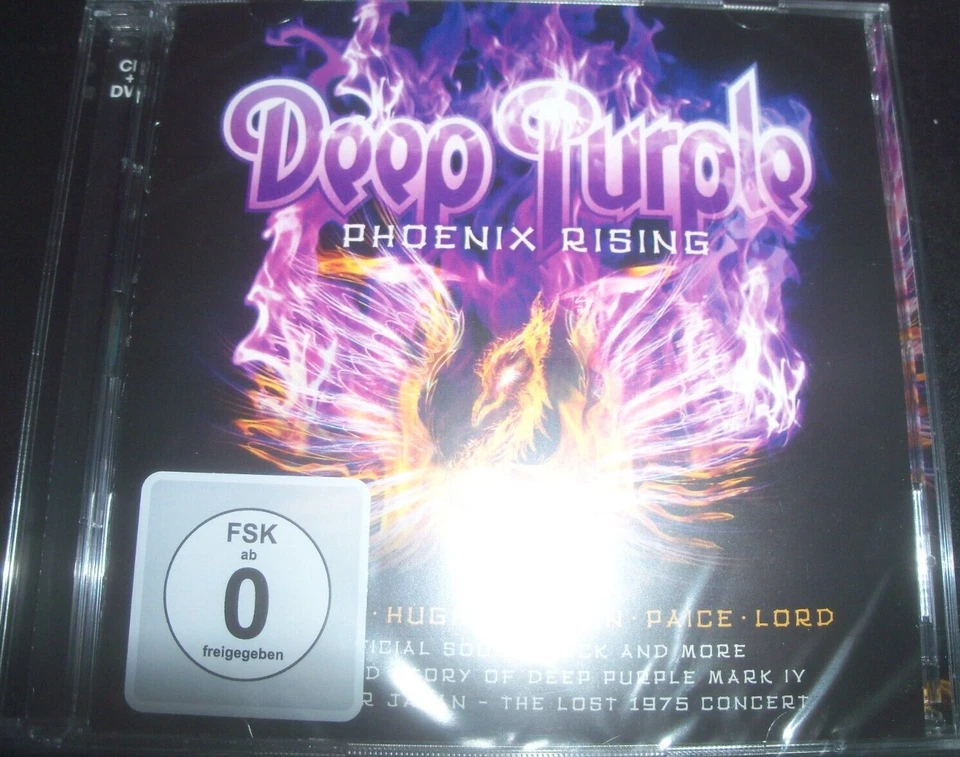 CD
+
DVD
Deep Purple
PHOENIX RISING
FSK
ab
0
freigegeben
· PAICE · LORD
AND MORE
OF DEEP PURPLE MARK IV
- THE LOST 1975 CONCERT